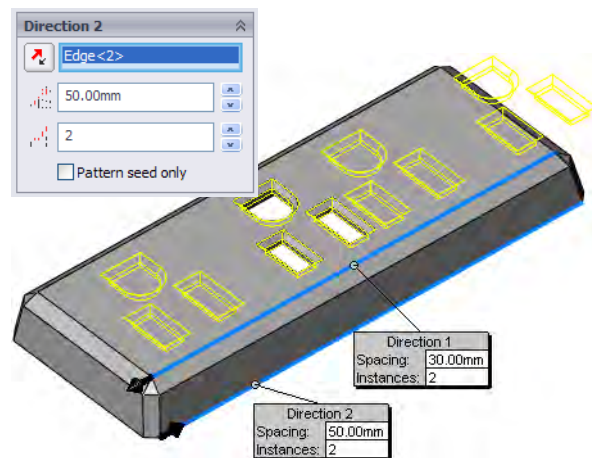 Direction 2
Edge<2>
50.00mm
2
Pattern seed only
Direction 1
Spacing: 30.00mm
Instances: 2
Direction 2
Spacing: 50.00mm
Instances: 2